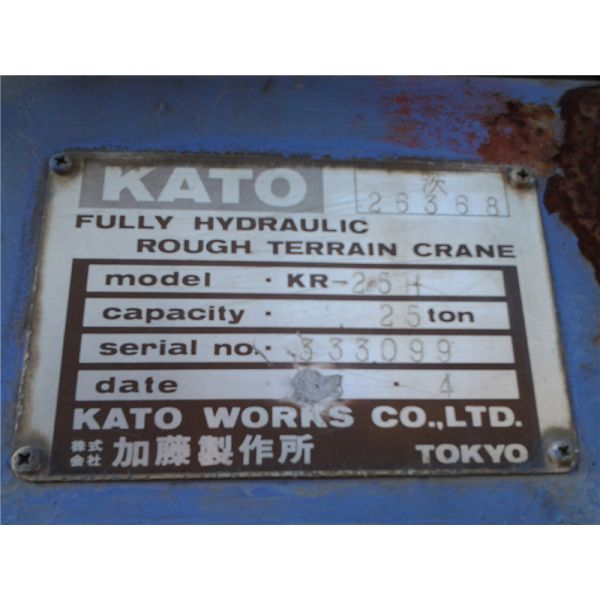 KATO
茨
26368
FULLY HYDRAULIC
ROUGH TERRAIN CRANE
model · KR-25H
capacity · 25 ton
serial no. 333099
date · 4
KATO WORKS CO.,LTD.
株式会社 加藤製作所 TOKYO